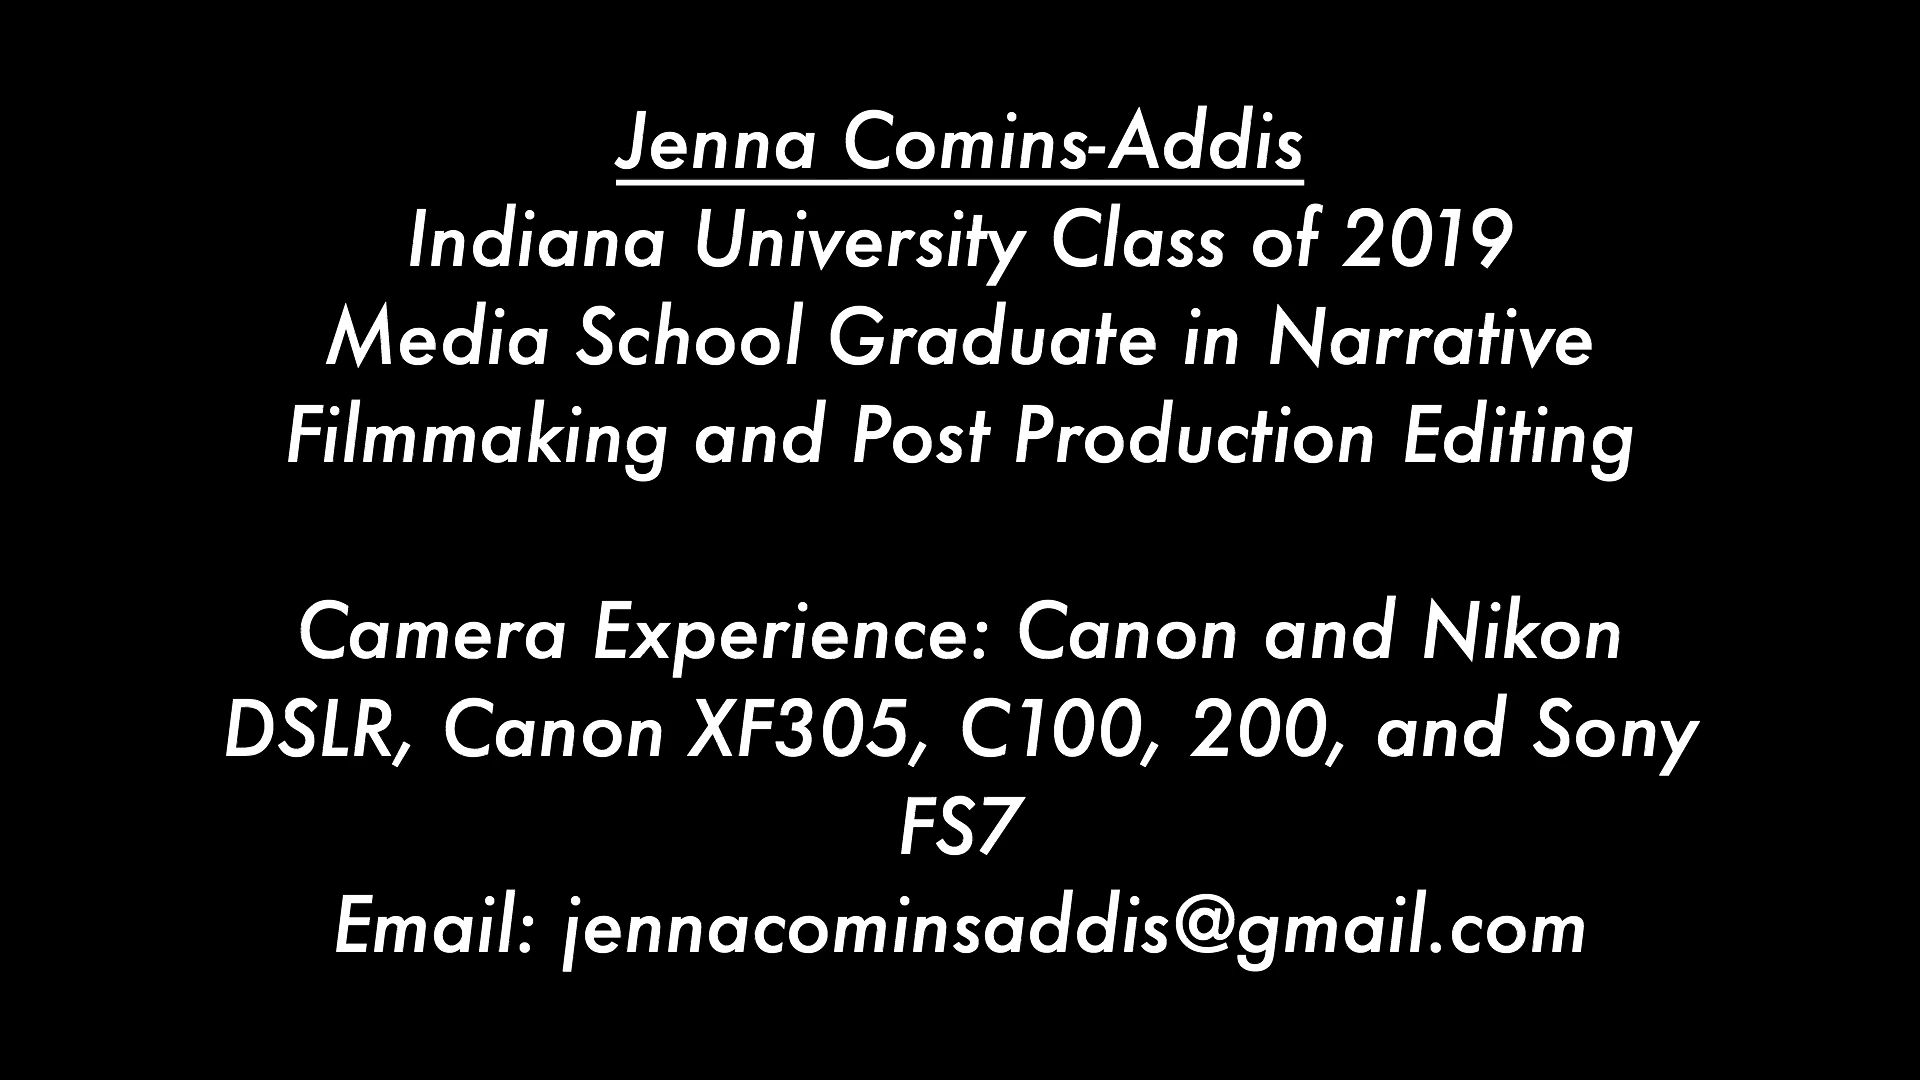 Jenna Comins-Addis
Indiana University Class of 2019
Media School Graduate in Narrative
Filmmaking and Post Production Editing
Camera Experience: Canon and Nikon
DSLR, Canon XF305, C100, 200, and Sony
FS7
Email: jennacominsaddis@gmail.com